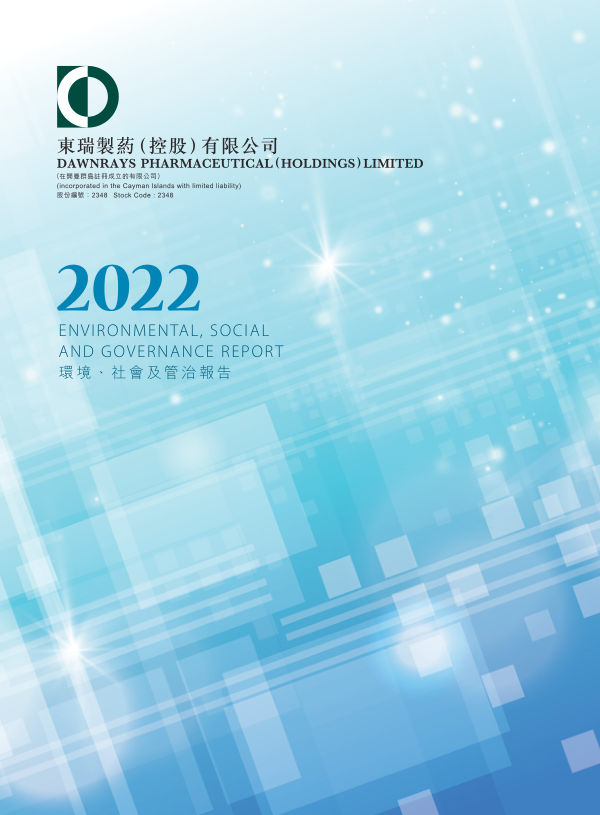 東瑞製葯(控股)有限公司
DAWNRAYS PHARMACEUTICAL (HOLDINGS) LIMITED
(在開曼群島註冊成立的有限公司)
(incorporated in the Cayman Islands with limited liability)
股份編號:2348 Stock Code : 2348
2022
ENVIRONMENTAL, SOCIAL
AND GOVERNANCE REPORT
環境、社會及管治報告